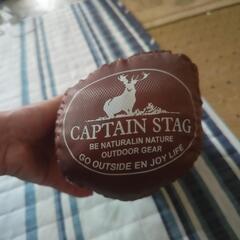 CAPTAIN STAG
BE NATURALIN NATURE
OUTDOOR GEAR
GO OUTSIDE EN JOY LIFE